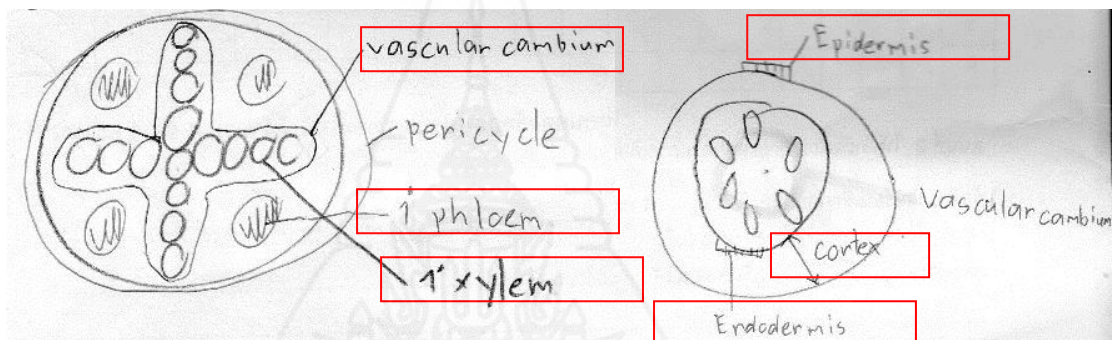 vascular cambium
pericycle
1° phloem
1° xylem
Epidermis
vascular cambium
cortex
Endodermis